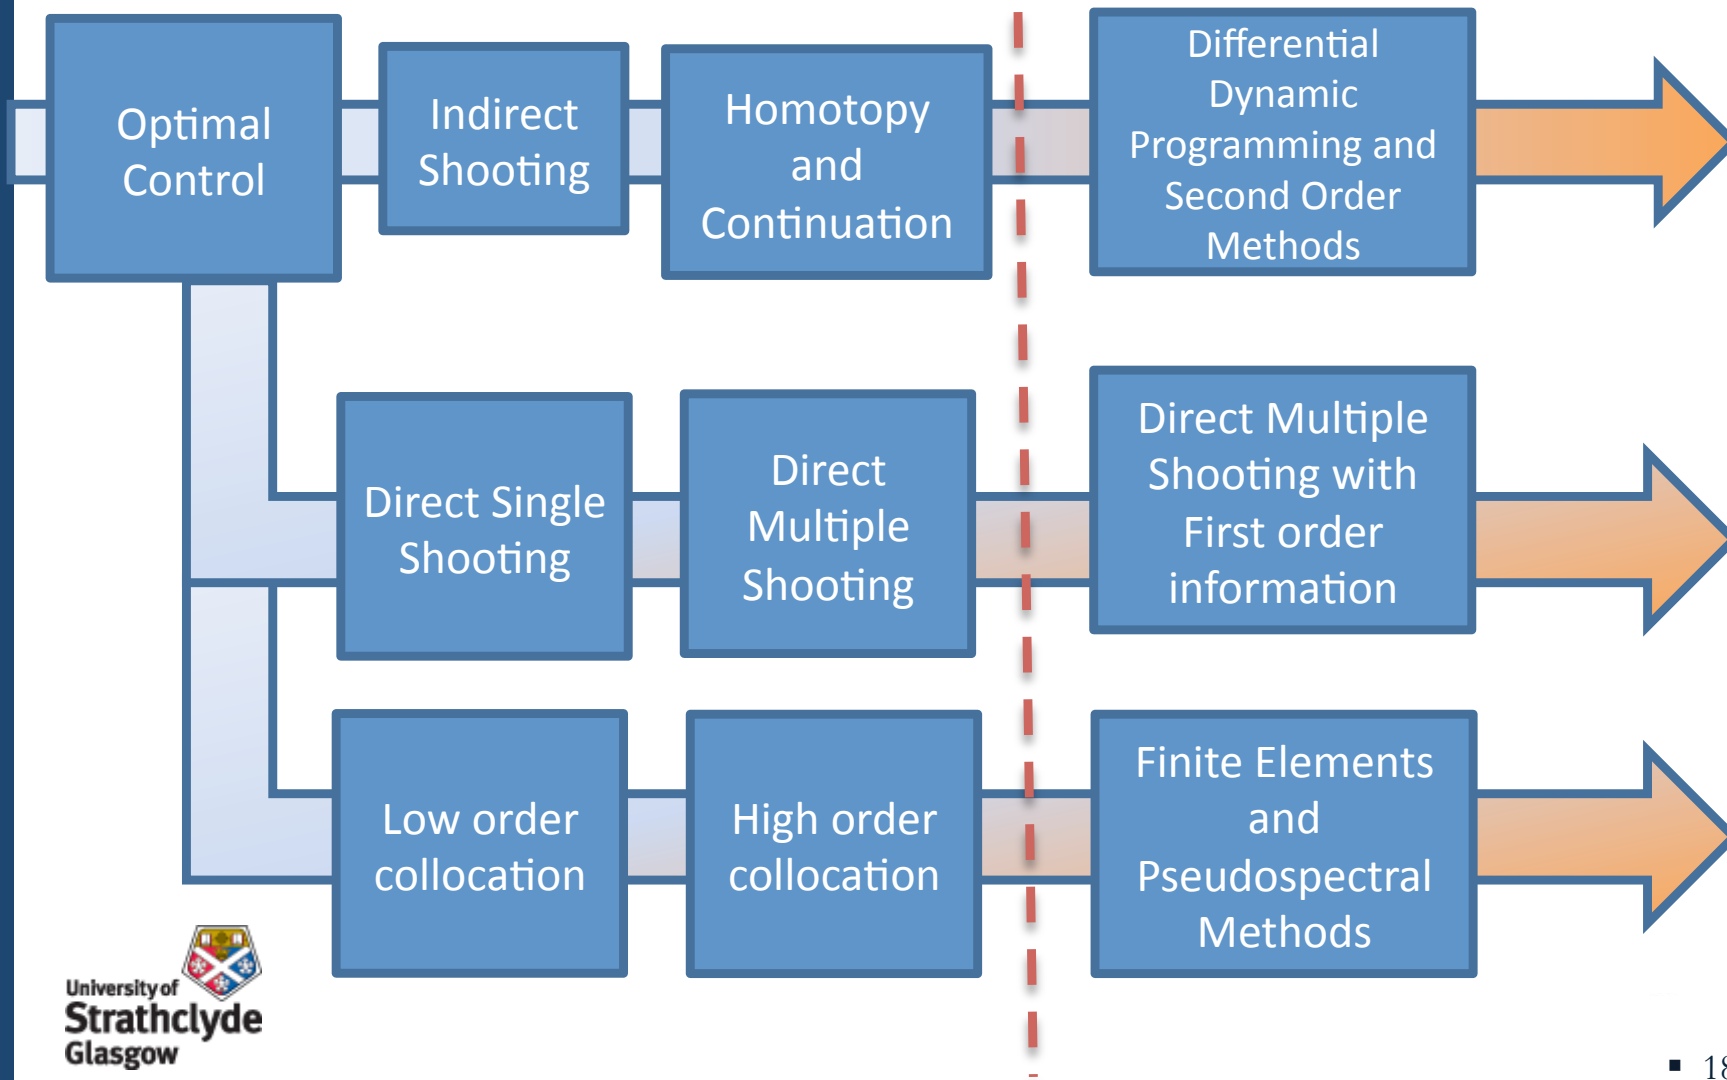 Optimal
Control
Indirect
Shooting
Homotopy
and
Continuation
Differential
Dynamic
Programming and
Second Order
Methods
Direct Single
Shooting
Direct
Multiple
Shooting
Direct Multiple
Shooting with
First order
information
Low order
collocation
High order
collocation
Finite Elements
and
Pseudospectral
Methods
University of
Strathclyde
Glasgow
▪ 18